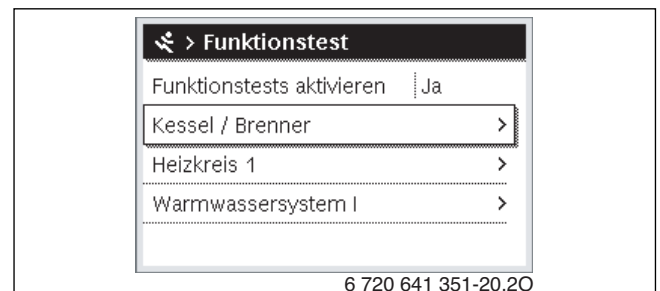 > Funktionstest
Funktionstests aktivieren Ja
Kessel / Brenner >
Heizkreis 1 >
Warmwassersystem I >
6 720 641 351-20.2O